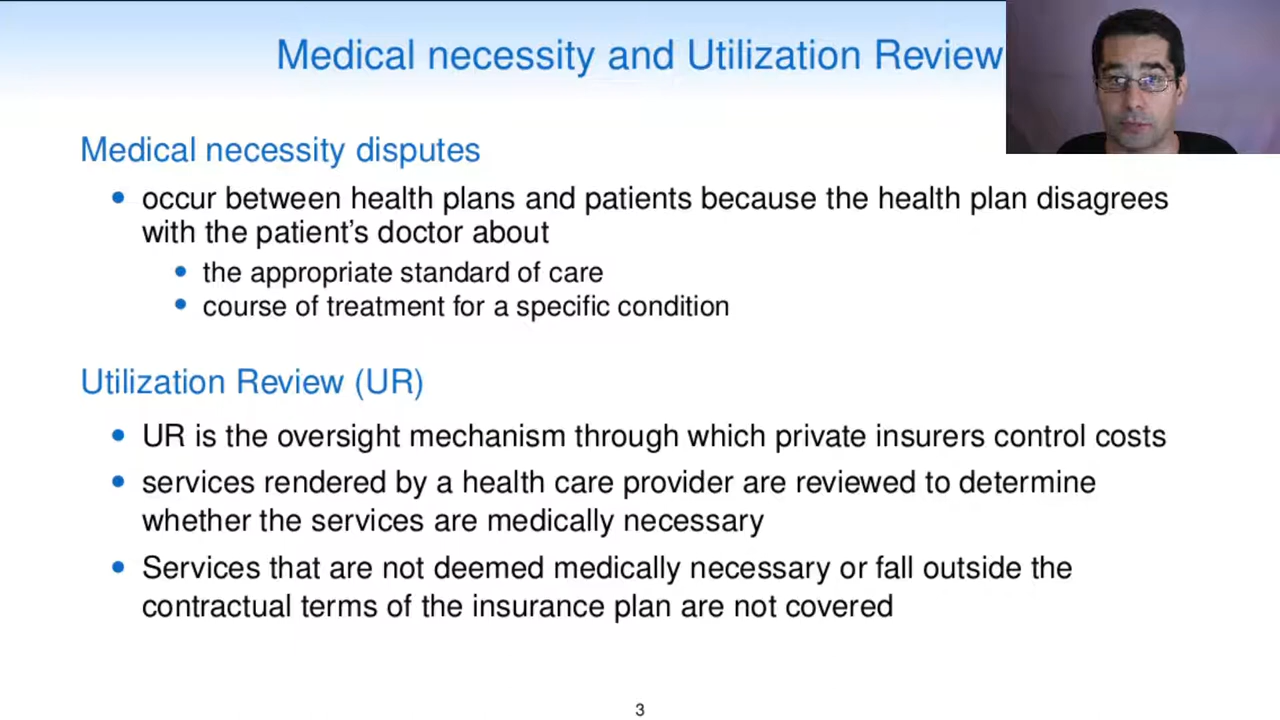 Medical necessity and Utilization Review
Medical necessity disputes
• occur between health plans and patients because the health plan disagrees
with the patient's doctor about
• the appropriate standard of care
• course of treatment for a specific condition
Utilization Review (UR)
• UR is the oversight mechanism through which private insurers control costs
• services rendered by a health care provider are reviewed to determine
whether the services are medically necessary
• Services that are not deemed medically necessary or fall outside the
contractual terms of the insurance plan are not covered
3